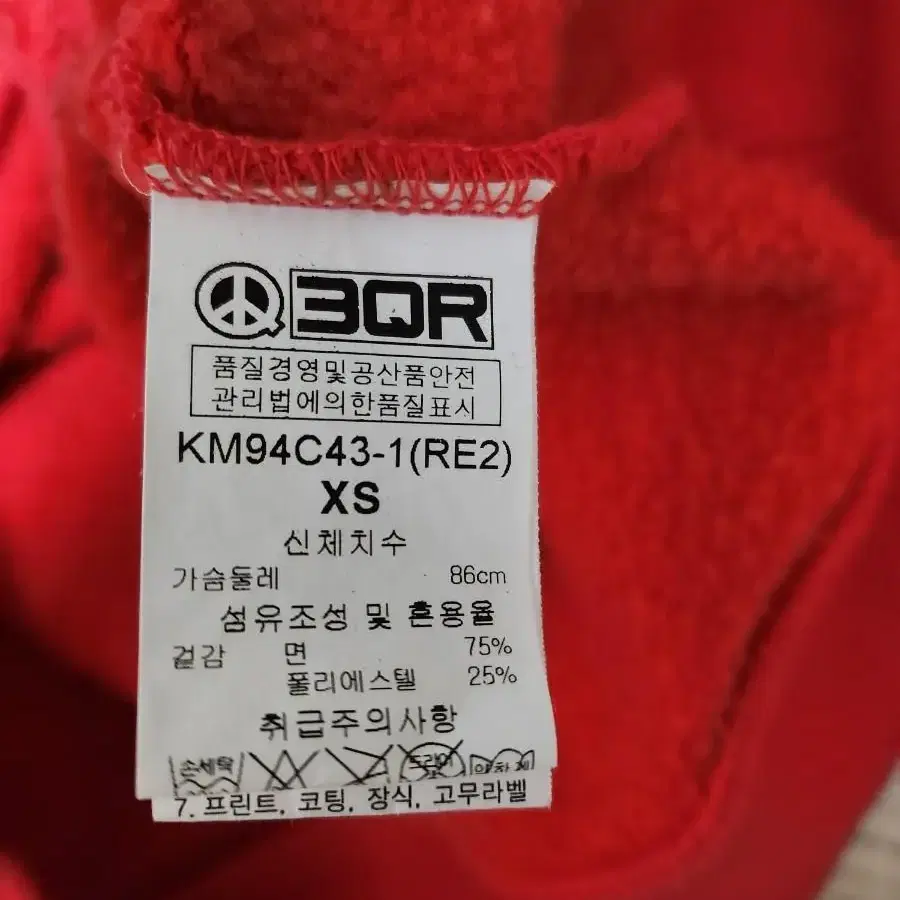 3QR
품질경영및공산품안전
관리법에의한품질표시
KM94C43-1(RE2)
XS
신체치수
가슴둘레 86cm
섬유조성 및 혼용율
겉감 면 75%
폴리에스텔 25%
취급주의사항
손세탁 드라이
7. 프린트, 코팅, 장식, 고무라벨